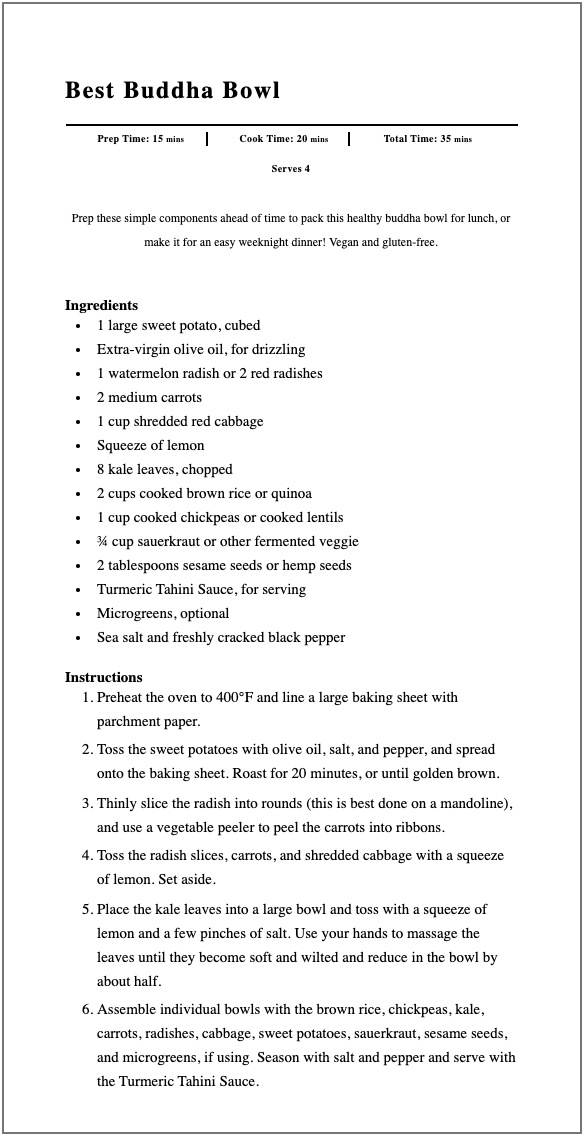 Best Buddha Bowl
Prep Time: 15 mins | Cook Time: 20 mins | Total Time: 35 mins
Serves 4
Prep these simple components ahead of time to pack this healthy buddha bowl for lunch, or
make it for an easy weeknight dinner! Vegan and gluten-free.
Ingredients
• 1 large sweet potato, cubed
• Extra-virgin olive oil, for drizzling
• 1 watermelon radish or 2 red radishes
• 2 medium carrots
• 1 cup shredded red cabbage
• Squeeze of lemon
• 8 kale leaves, chopped
• 2 cups cooked brown rice or quinoa
• 1 cup cooked chickpeas or cooked lentils
• ¾ cup sauerkraut or other fermented veggie
• 2 tablespoons sesame seeds or hemp seeds
• Turmeric Tahini Sauce, for serving
• Microgreens, optional
• Sea salt and freshly cracked black pepper
Instructions
1. Preheat the oven to 400°F and line a large baking sheet with
parchment paper.
2. Toss the sweet potatoes with olive oil, salt, and pepper, and spread
onto the baking sheet. Roast for 20 minutes, or until golden brown.
3. Thinly slice the radish into rounds (this is best done on a mandoline),
and use a vegetable peeler to peel the carrots into ribbons.
4. Toss the radish slices, carrots, and shredded cabbage with a squeeze
of lemon. Set aside.
5. Place the kale leaves into a large bowl and toss with a squeeze of
lemon and a few pinches of salt. Use your hands to massage the
leaves until they become soft and wilted and reduce in the bowl by
about half.
6. Assemble individual bowls with the brown rice, chickpeas, kale,
carrots, radishes, cabbage, sweet potatoes, sauerkraut, sesame seeds,
and microgreens, if using. Season with salt and pepper and serve with
the Turmeric Tahini Sauce.